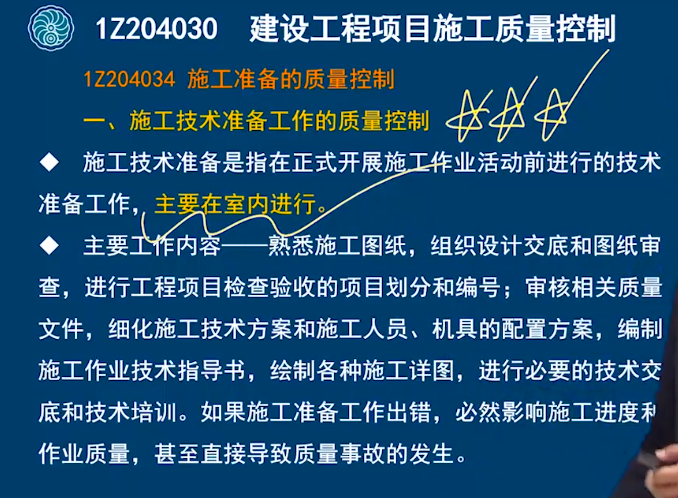 1Z204030 建设工程项目施工质量控制
1Z204034 施工准备的质量控制
一、施工技术准备工作的质量控制
◆ 施工技术准备是指在正式开展施工作业活动前进行的技术
准备工作，主要在室内进行。
◆ 主要工作内容——熟悉施工图纸，组织设计交底和图纸审
查，进行工程项目检查验收的项目划分和编号；审核相关质量
文件，细化施工技术方案和施工人员、机具的配置方案，编制
施工作业技术指导书，绘制各种施工详图，进行必要的技术交
底和技术培训。如果施工准备工作出错，必然影响施工进度
作业质量，甚至直接导致质量事故的发生。